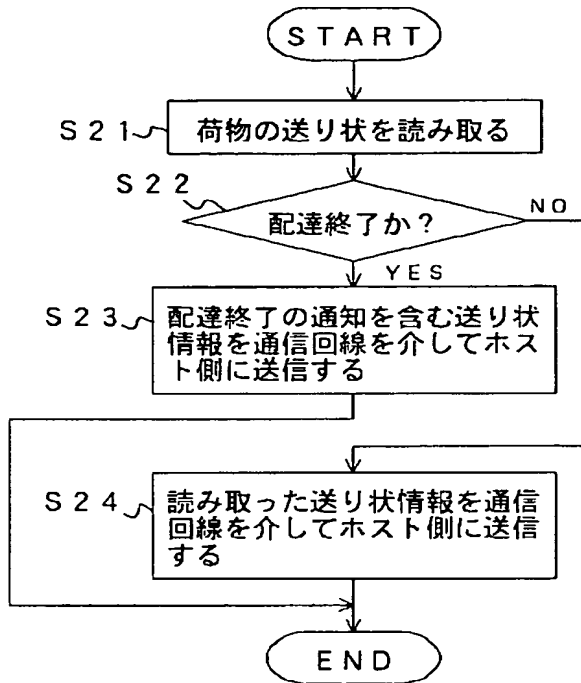 START
S21
荷物の送り状を読み取る
S22
配達終了か?
NO
YES
S23
配達終了の通知を含む送り状
情報を通信回線を介してホス
ト側に送信する
S24
読み取った送り状情報を通信
回線を介してホスト側に送信
する
END